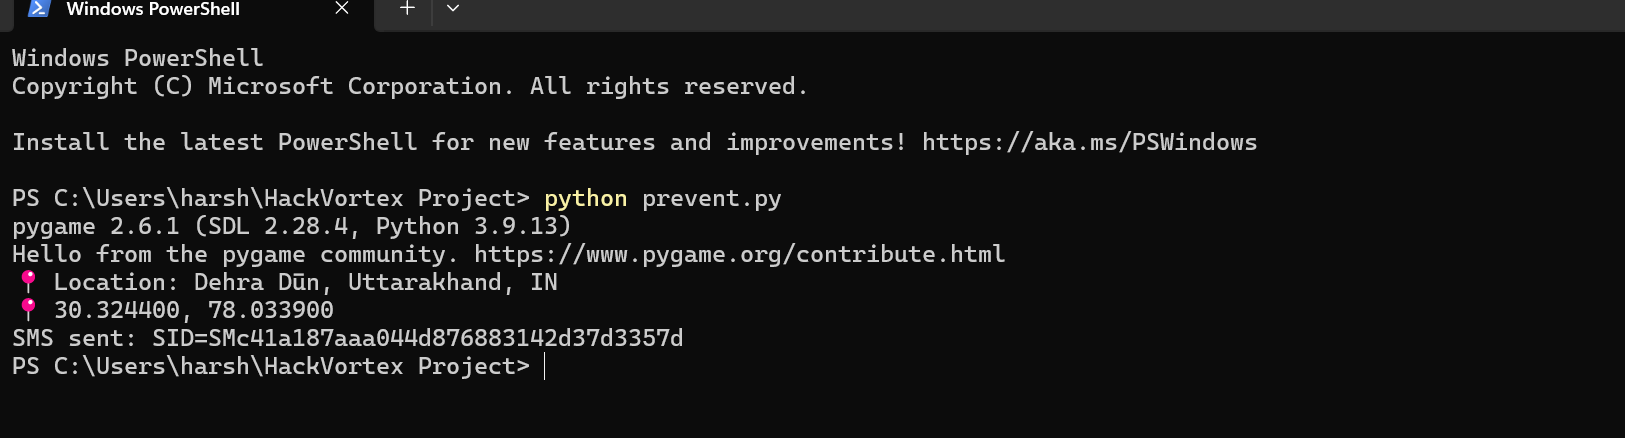 Windows PowerShell
Windows PowerShell
Copyright (C) Microsoft Corporation. All rights reserved.
Install the latest PowerShell for new features and improvements! https://aka.ms/PSWindows
PS C:\Users\harsh\HackVortex Project> python prevent.py
pygame 2.6.1 (SDL 2.28.4, Python 3.9.13)
Hello from the pygame community. https://www.pygame.org/contribute.html
📍 Location: Dehra Dūn, Uttarakhand, IN
📍 30.324400, 78.033900
SMS sent: SID=SMc41a187aaa044d876883142d37d3357d
PS C:\Users\harsh\HackVortex Project>